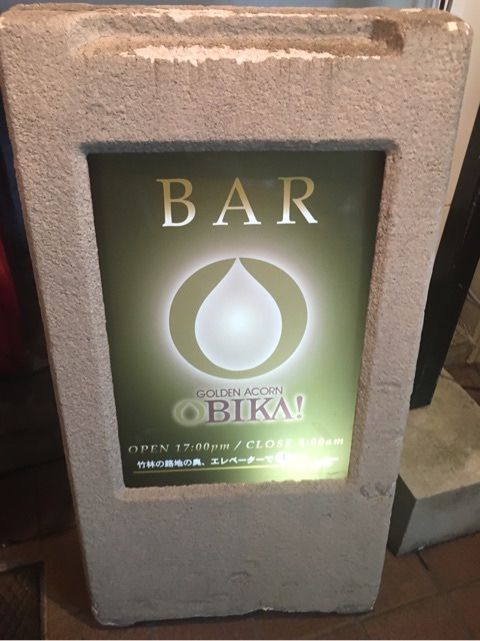 BAR
GOLDEN ACORN
OBIKA!
OPEN 17:00pm / CLOSE 5:00am
竹林の路地の奥、エレベーターで